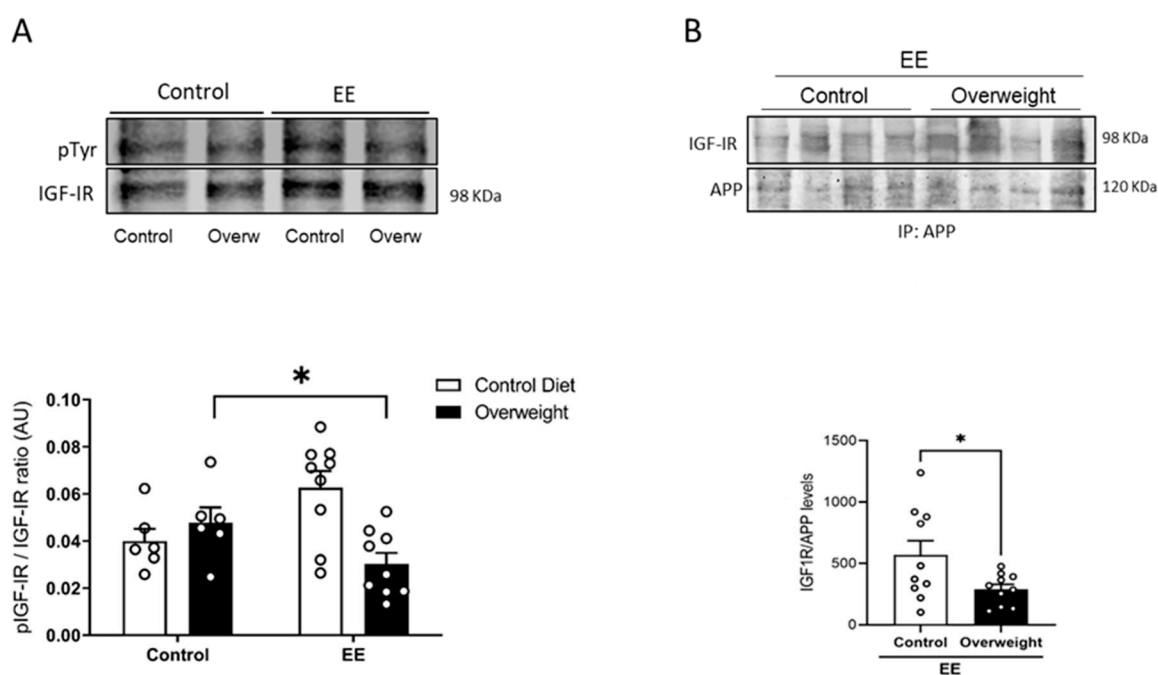 A
Control EE
pTyr
IGF-IR
98 KDa
Control Overw Control Overw
*
Control Diet
Overweight
pIGF-IR / IGF-IR ratio (AU)
0.10
0.08
0.06
0.04
0.02
0.00
Control EE
B
EE
Control Overweight
IGF-IR
98 KDa
APP
120 KDa
IP: APP
*
IGF1R/APP levels
1500
1000
500
0
Control Overweight
EE